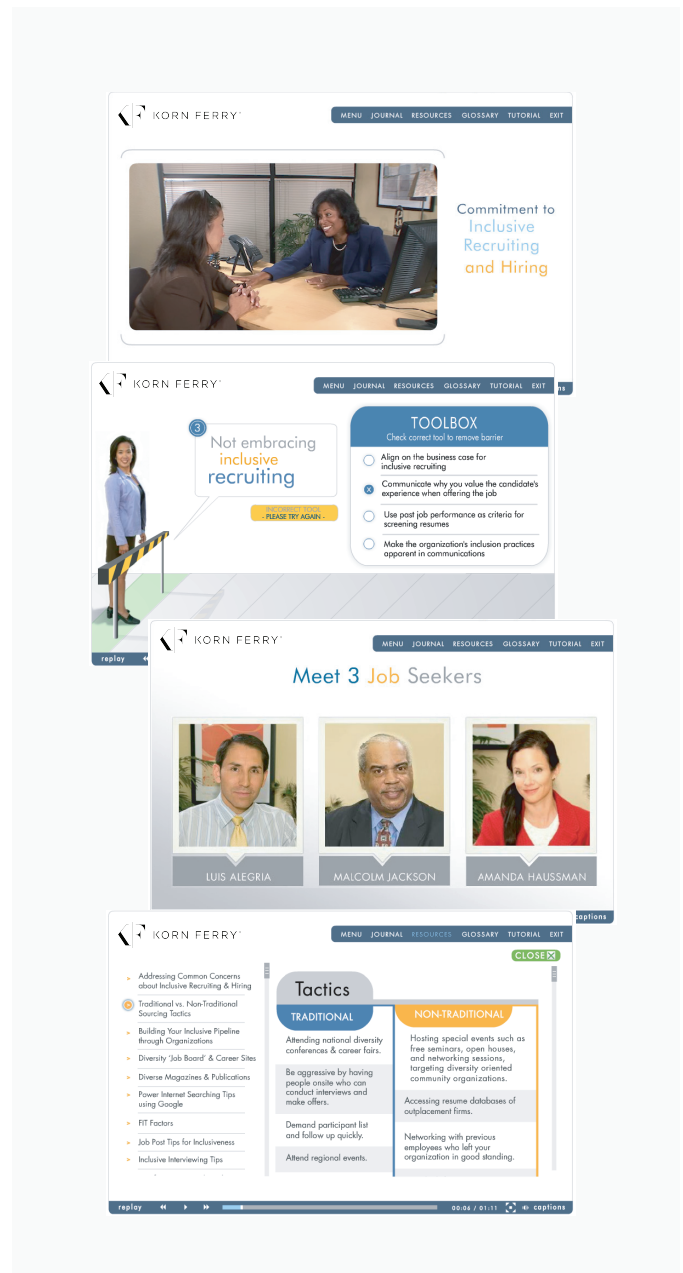 KORN FERRY
MENU JOURNAL RESOURCES GLOSSARY TUTORIAL EXIT
Commitment to
Inclusive
Recruiting
and Hiring
ns
KORN FERRY
MENU JOURNAL RESOURCES GLOSSARY TUTORIAL EXIT
3
Not embracing
inclusive
recruiting
INCORRECT TOOL
- PLEASE TRY AGAIN -
TOOLBOX
Check correct tool to remove barrier
Align on the business case for
inclusive recruiting
X
Communicate why you value the candidate's
experience when offering the job
Use past job performance as criteria for
screening resumes
Make the organization's inclusion practices
apparent in communications
replay
KORN FERRY
MENU JOURNAL RESOURCES GLOSSARY TUTORIAL EXIT
Meet 3 Job Seekers
LUIS ALEGRIA
MALCOLM JACKSON
AMANDA HAUSSMAN
captions
KORN FERRY
MENU JOURNAL RESOURCES GLOSSARY TUTORIAL EXIT
CLOSE X
Addressing Common Concerns
about Inclusive Recruiting & Hiring
Traditional vs. Non-Traditional
Sourcing Tactics
Building Your Inclusive Pipeline
through Organizations
Diversity 'Job Board' & Career Sites
Diverse Magazines & Publications
Power Internet Searching Tips
using Google
FIT Factors
Job Post Tips for Inclusiveness
Inclusive Interviewing Tips
Tactics
TRADITIONAL
Attending national diversity
conferences & career fairs.
Be aggressive by having
people onsite who can
conduct interviews and
make offers.
Demand participant list
and follow up quickly.
Attend regional events.
NON-TRADITIONAL
Hosting special events such as
free seminars, open houses,
and networking sessions,
targeting diversity oriented
community organizations.
Accessing resume databases of
outplacement firms.
Networking with previous
employees who left your
organization in good standing.
replay
00:06 / 01:11
captions